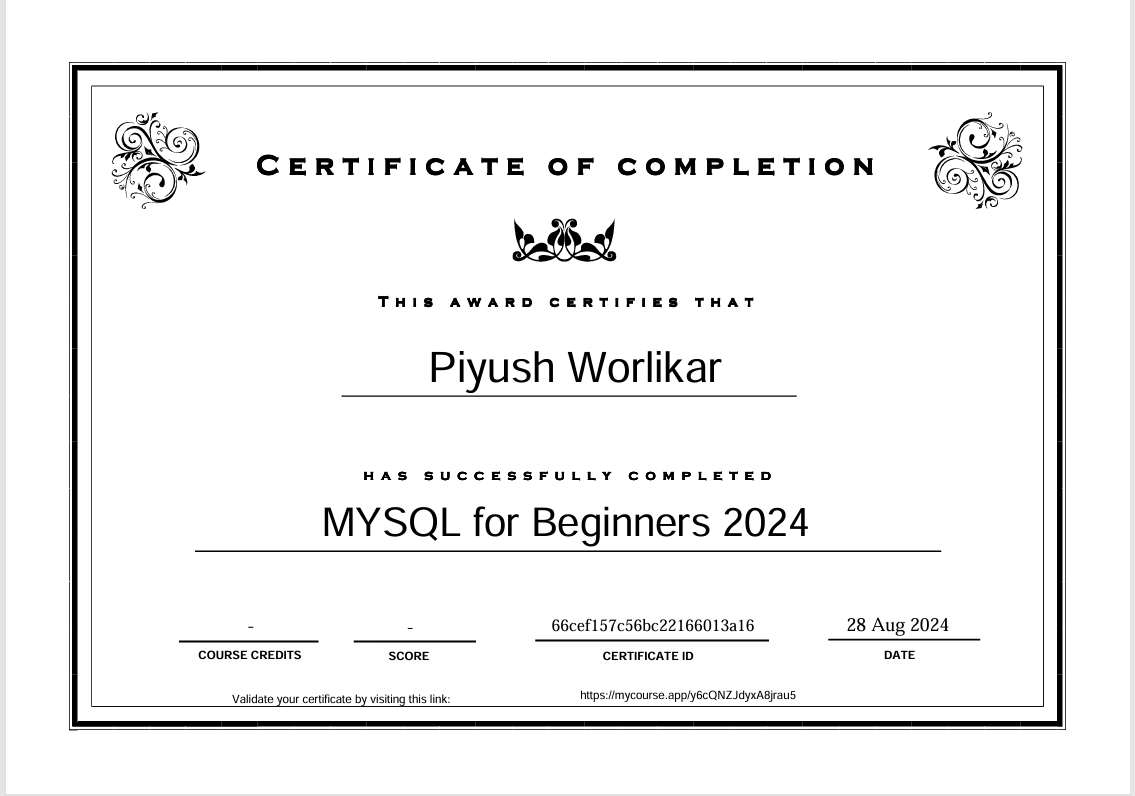 CERTIFICATE OF COMPLETION
THIS AWARD CERTIFIES THAT
Piyush Worlikar
HAS SUCCESSFULLY COMPLETED
MYSQL for Beginners 2024
- - 66cef157c56bc22166013a16 28 Aug 2024
COURSE CREDITS SCORE CERTIFICATE ID DATE
Validate your certificate by visiting this link: https://mycourse.app/y6cQNZJdyxA8jrau5